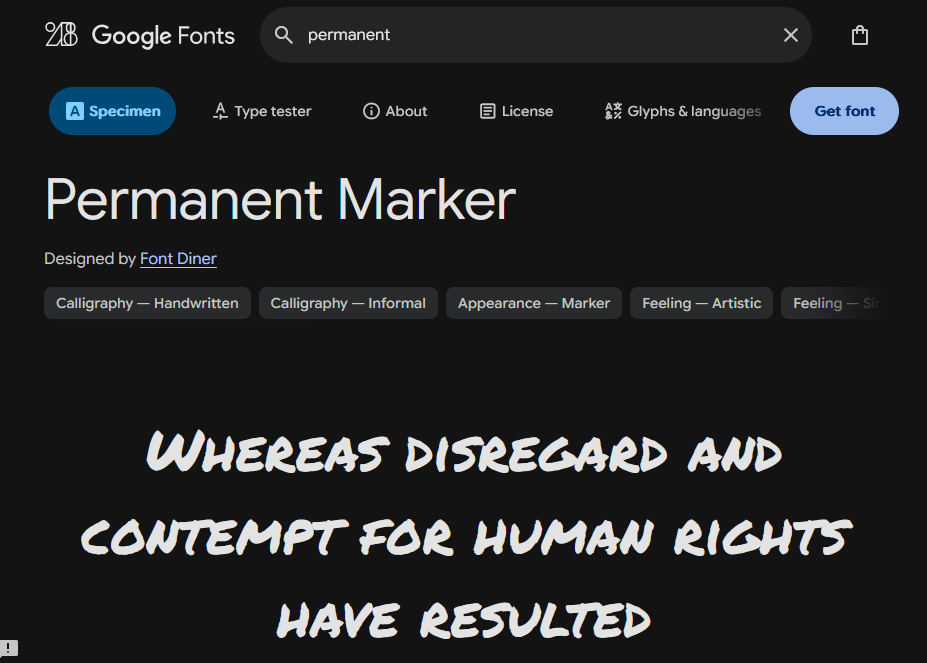 Google Fonts
permanent
Specimen
Type tester
About
License
Glyphs & languages
Get font
Permanent Marker
Designed by Font Diner
Calligraphy — Handwritten
Calligraphy — Informal
Appearance — Marker
Feeling — Artistic
Feeling —
Whereas disregard and
contempt for human rights
have resulted